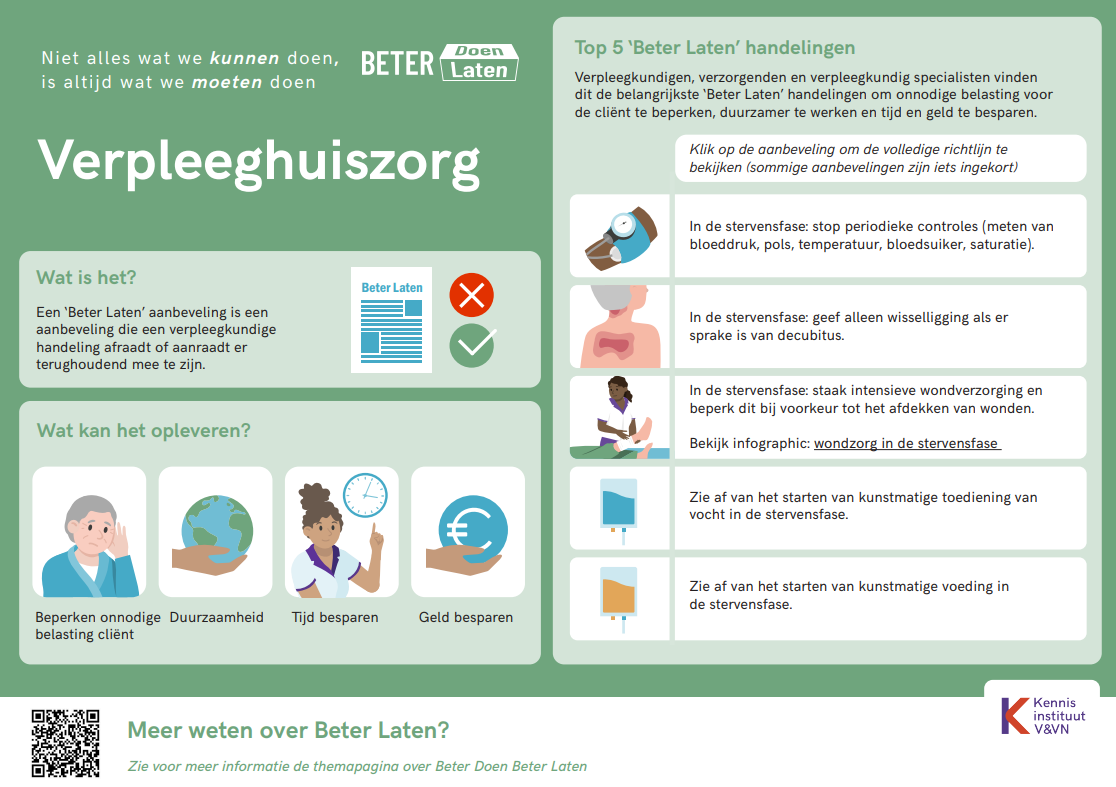 Niet alles wat we kunnen doen,
is altijd wat we moeten doen
BETER Doen Laten
Verpleeghuiszorg
Wat is het?
Een ‘Beter Laten’ aanbeveling is een
aanbeveling die een verpleegkundige
handeling afraadt of aanraadt er
terughoudend mee te zijn.
Beter Laten
Wat kan het opleveren?
Beperken onnodige
belasting cliënt
Duurzaamheid
Tijd besparen
Geld besparen
Top 5 ‘Beter Laten’ handelingen
Verpleegkundigen, verzorgenden en verpleegkundig specialisten vinden
dit de belangrijkste ‘Beter Laten’ handelingen om onnodige belasting voor
de cliënt te beperken, duurzamer te werken en tijd en geld te besparen.
Klik op de aanbeveling om de volledige richtlijn te
bekijken (sommige aanbevelingen zijn iets ingekort)
In de stervensfase: stop periodieke controles (meten van
bloeddruk, pols, temperatuur, bloedsuiker, saturatie).
In de stervensfase: geef alleen wisselligging als er
sprake is van decubitus.
In de stervensfase: staak intensieve wondverzorging en
beperk dit bij voorkeur tot het afdekken van wonden.
Bekijk infographic: wondzorg in de stervensfase
Zie af van het starten van kunstmatige toediening van
vocht in de stervensfase.
Zie af van het starten van kunstmatige voeding in
de stervensfase.
Meer weten over Beter Laten?
Zie voor meer informatie de themapagina over Beter Doen Beter Laten
Kennis
instituut
V&VN